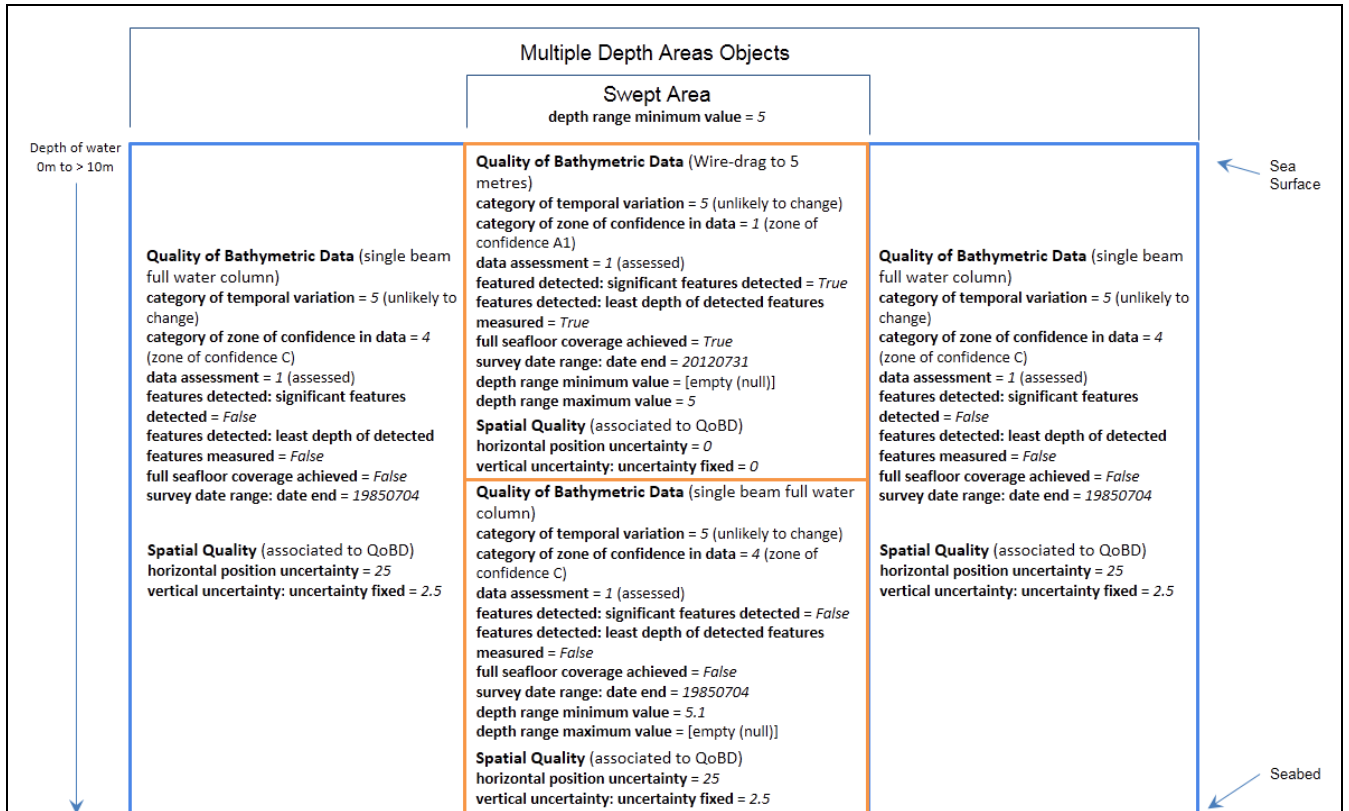 Multiple Depth Areas Objects
Swept Area
depth range minimum value = 5
Depth of water
0m to > 10m
Sea
Surface
Quality of Bathymetric Data (single beam
full water column)
category of temporal variation = 5 (unlikely to
change)
category of zone of confidence in data = 4
(zone of confidence C)
data assessment = 1 (assessed)
features detected: significant features
detected = False
features detected: least depth of detected
features measured = False
full seafloor coverage achieved = False
survey date range: date end = 19850704
Spatial Quality (associated to QoBD)
horizontal position uncertainty = 25
vertical uncertainty: uncertainty fixed = 2.5
Quality of Bathymetric Data (Wire-drag to 5
metres)
category of temporal variation = 5 (unlikely to change)
category of zone of confidence in data = 1 (zone of
confidence A1)
data assessment = 1 (assessed)
featured detected: significant features detected = True
features detected: least depth of detected features
measured = True
full seafloor coverage achieved = True
survey date range: date end = 20120731
depth range minimum value = [empty (null)]
depth range maximum value = 5
Spatial Quality (associated to QoBD)
horizontal position uncertainty = 0
vertical uncertainty: uncertainty fixed = 0
Quality of Bathymetric Data (single beam full water
column)
category of temporal variation = 5 (unlikely to change)
category of zone of confidence in data = 4 (zone of
confidence C)
data assessment = 1 (assessed)
features detected: significant features detected = False
features detected: least depth of detected features
measured = False
full seafloor coverage achieved = False
survey date range: date end = 19850704
depth range minimum value = 5.1
depth range maximum value = [empty (null)]
Spatial Quality (associated to QoBD)
horizontal position uncertainty = 25
vertical uncertainty: uncertainty fixed = 2.5
Quality of Bathymetric Data (single beam
full water column)
category of temporal variation = 5 (unlikely to
change)
category of zone of confidence in data = 4
(zone of confidence C)
data assessment = 1 (assessed)
features detected: significant features
detected = False
features detected: least depth of detected
features measured = False
full seafloor coverage achieved = False
survey date range: date end = 19850704
Spatial Quality (associated to QoBD)
horizontal position uncertainty = 25
vertical uncertainty: uncertainty fixed = 2.5
Seabed